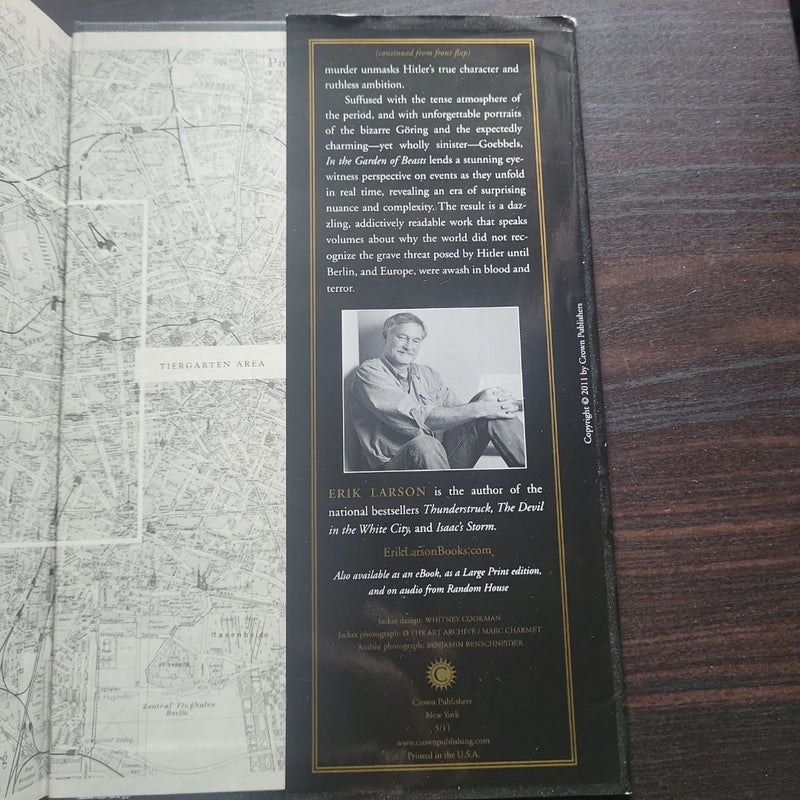 (continued from front flap)
murder unmasks Hitler's true character and
ruthless ambition.
Suffused with the tense atmosphere of
the period, and with unforgettable portraits
of the bizarre Göring and the expectedly
charming—yet wholly sinister—Goebbels,
In the Garden of Beasts lends a stunning eye-
witness perspective on events as they unfold
in real time, revealing an era of surprising
nuance and complexity. The result is a daz-
zling, addictively readable work that speaks
volumes about why the world did not rec-
ognize the grave threat posed by Hitler until
Berlin, and Europe, were awash in blood and
terror.
ERIK LARSON is the author of the
national bestsellers Thunderstruck, The Devil
in the White City, and Isaac's Storm.
ErikLarsonBooks.com
Also available as an eBook, as a Large Print edition,
and on audio from Random House
Jacket design: WHITNEY COOKMAN
Jacket photograph: © THE ART ARCHIVE / MARC CHARMET
Author photograph: BENJAMIN BENSCHNEIDER
C
Crown Publishers
New York
5/11
www.crownpublishing.com
Printed in the U.S.A.
Copyright © 2011 by Crown Publishers
TIERGARTEN AREA
Hasenheide
Zentral Flughafen
Berlin